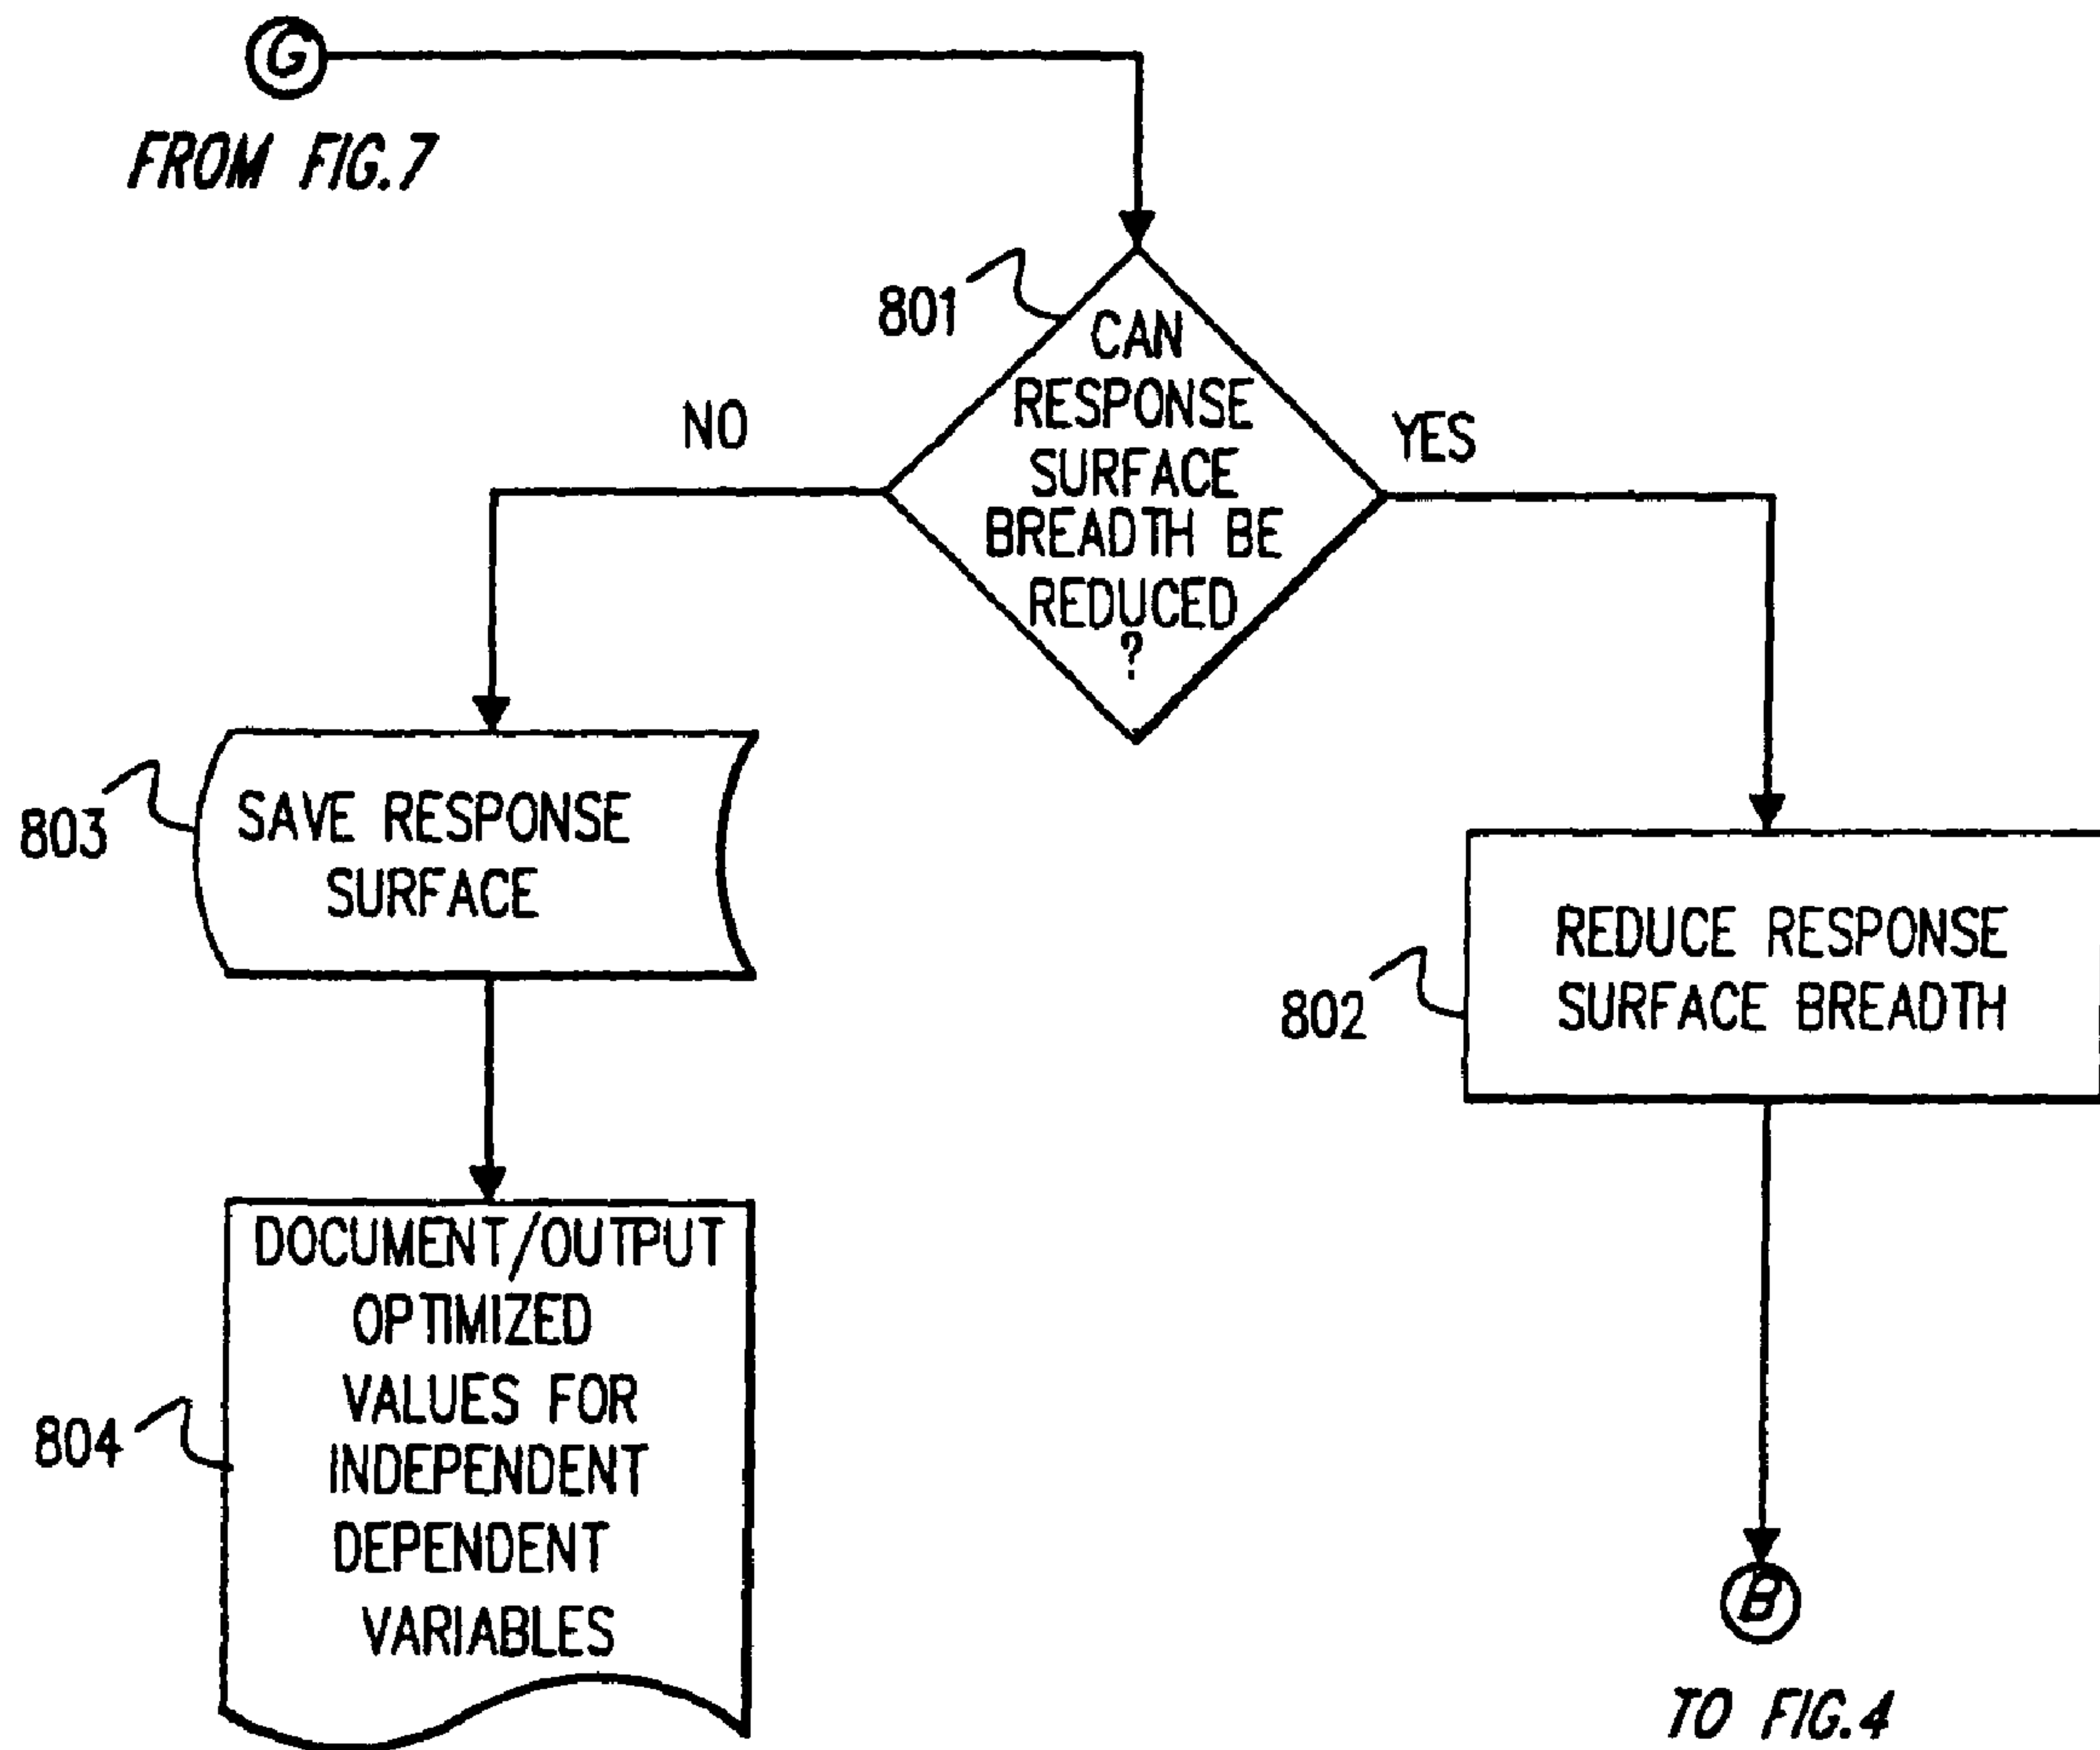 G
FROM FIG.7
801
CAN
RESPONSE
SURFACE
BREADTH BE
REDUCED
?
NO
YES
803
SAVE RESPONSE
SURFACE
802
REDUCE RESPONSE
SURFACE BREADTH
804
DOCUMENT/OUTPUT
OPTIMIZED
VALUES FOR
INDEPENDENT
DEPENDENT
VARIABLES
B
TO FIG.4